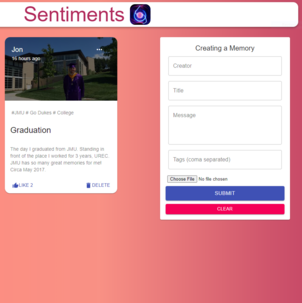 Sentiments
Jon
16 hours ago
#JMU # Go Dukes # College
Graduation
The day I graduated from JMU. Standing in
front of the place I worked for 3 years, UREC
JMU has so many great memories for me!
Cirna May 2017
LIKE 2
DELETE
Creating a Memory
Creator
Title
Message
Tags (coma separated)
Choose File No file chosen
SUBMIT
CLEAR